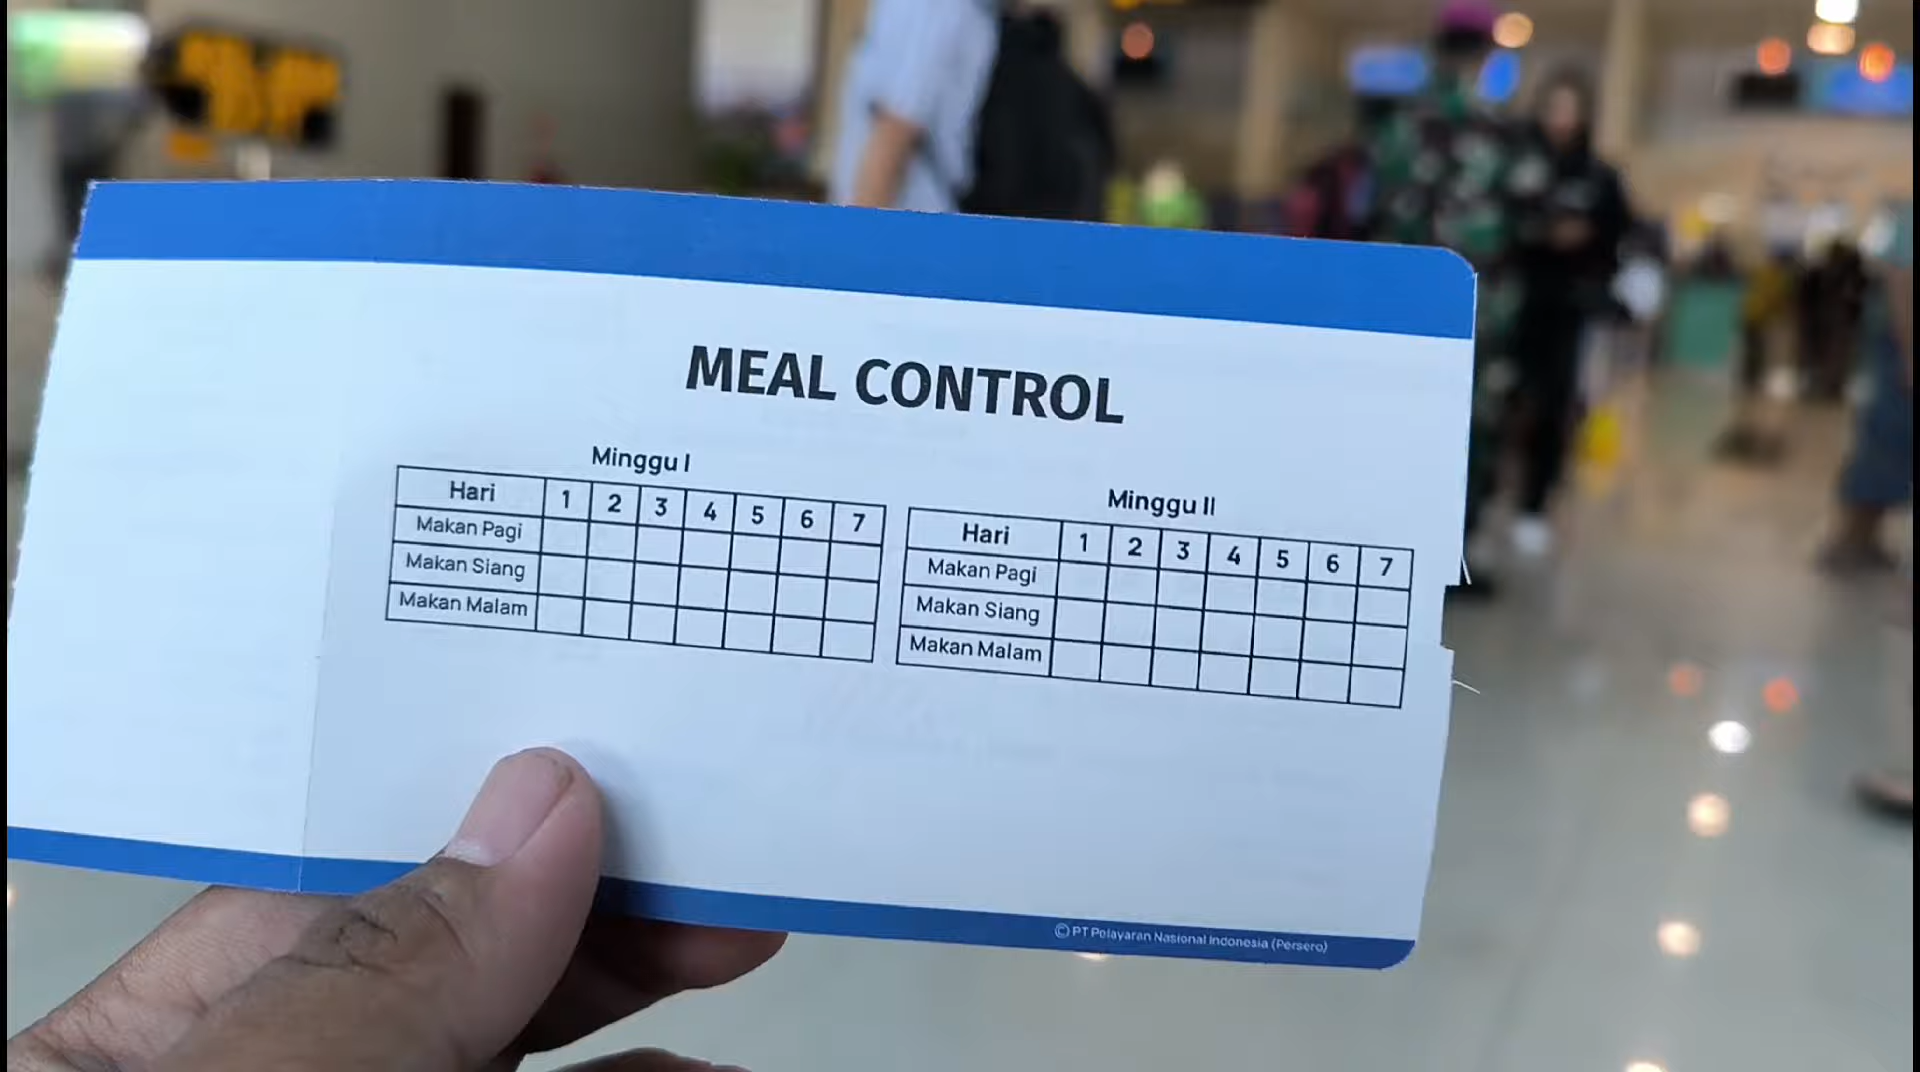 MEAL CONTROL
Minggu I
Hari 1 2 3 4 5 6 7
Makan Pagi
Makan Siang
Makan Malam
Minggu II
Hari 1 2 3 4 5 6 7
Makan Pagi
Makan Siang
Makan Malam
© PT Pelayaran Nasional Indonesia (Persero)